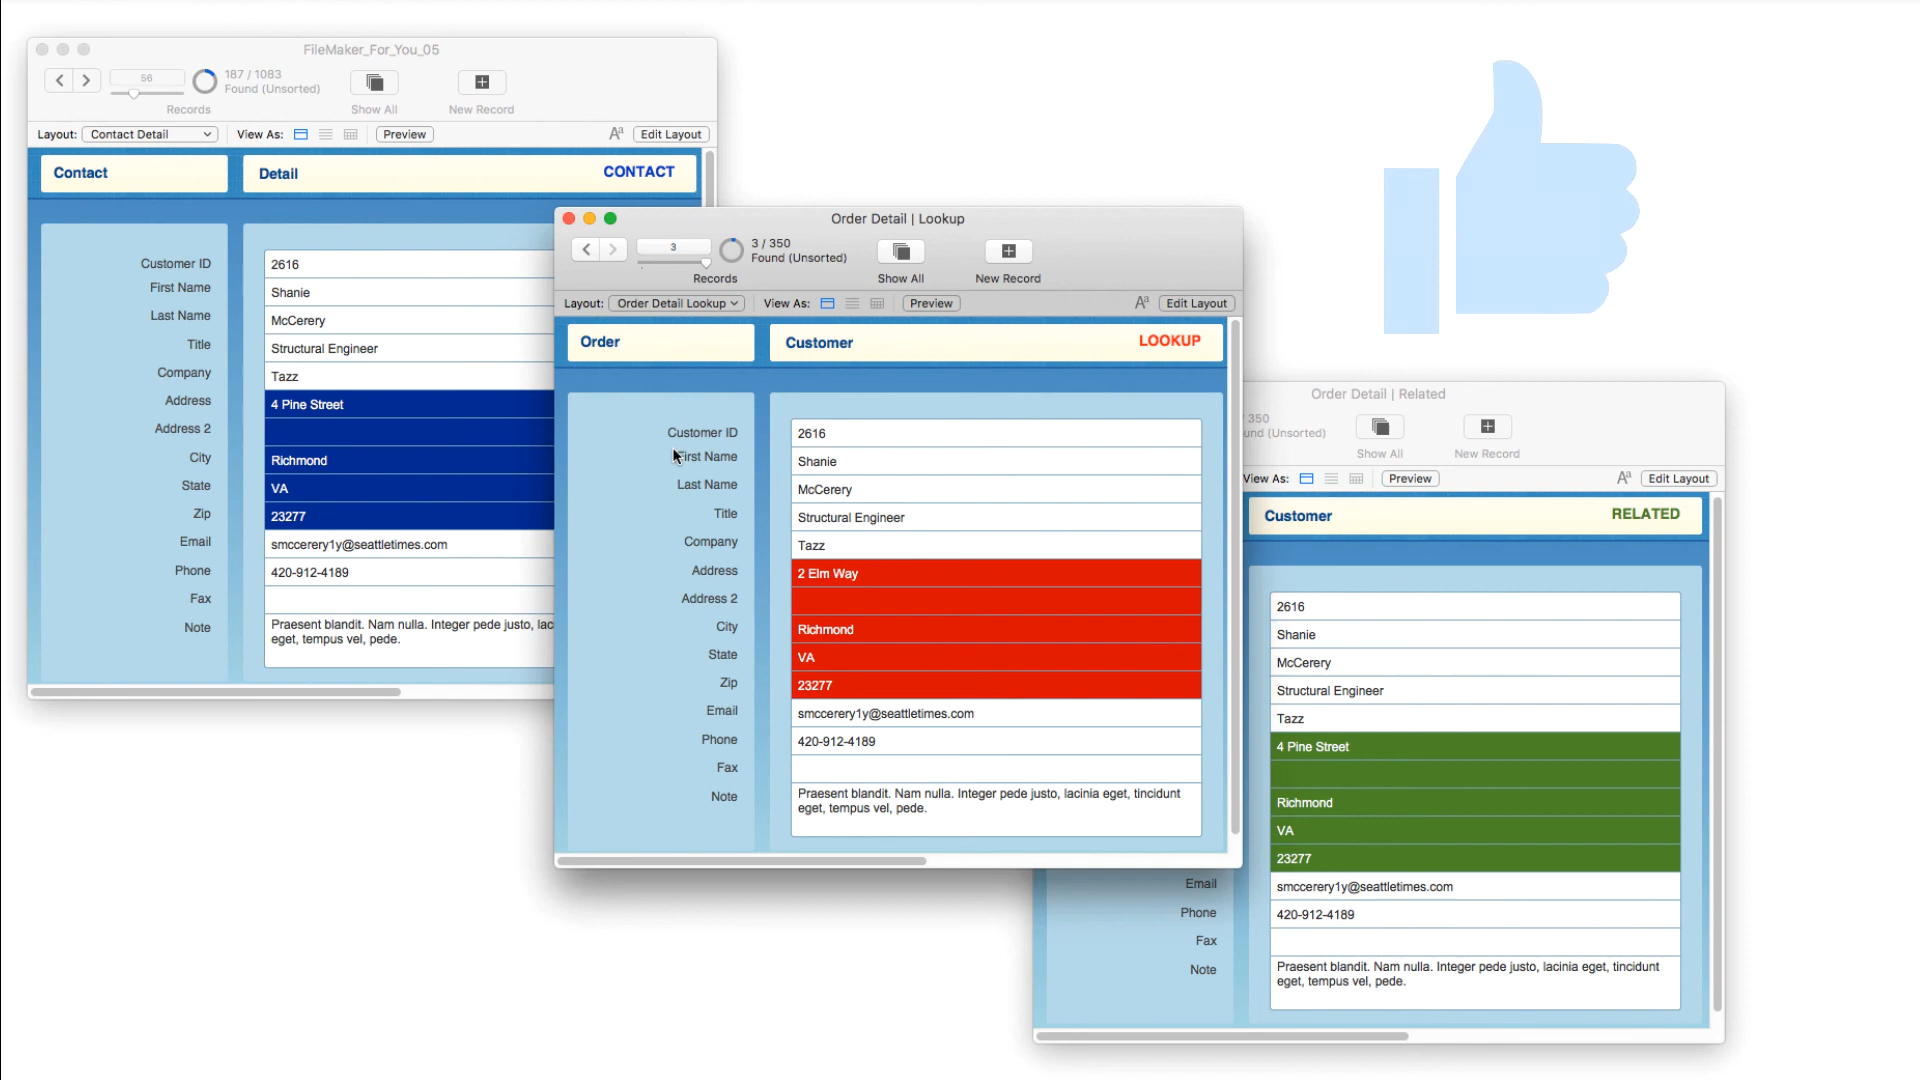 FileMaker_For_You_05
56
187 / 1083
Found (Unsorted)
Records
Show All
New Record
Layout: Contact Detail
View As:
Preview
Aa
Edit Layout
Contact
Detail
CONTACT
Customer ID 2616
First Name Shanie
Last Name McCerery
Title Structural Engineer
Company Tazz
Address 4 Pine Street
Address 2
City Richmond
State VA
Zip 23277
Email smccerery1y@seattletimes.com
Phone 420-912-4189
Fax
Note Praesent blandit. Nam nulla. Integer pede justo, lac
eget, tempus vel, pede.
Order Detail | Lookup
3
3 / 350
Found (Unsorted)
Records
Show All
New Record
Layout: Order Detail Lookup
View As:
Preview
Aa
Edit Layout
Order
Customer
LOOKUP
Customer ID 2616
First Name Shanie
Last Name McCerery
Title Structural Engineer
Company Tazz
Address 2 Elm Way
Address 2
City Richmond
State VA
Zip 23277
Email smccerery1y@seattletimes.com
Phone 420-912-4189
Fax
Note Praesent blandit. Nam nulla. Integer pede justo, lacinia eget, tincidunt
eget, tempus vel, pede.
Order Detail | Related
/ 350
und (Unsorted)
Show All
New Record
View As:
Preview
Aa
Edit Layout
Customer
RELATED
2616
Shanie
McCerery
Structural Engineer
Tazz
4 Pine Street
Richmond
VA
23277
Email smccerery1y@seattletimes.com
Phone 420-912-4189
Fax
Note Praesent blandit. Nam nulla. Integer pede justo, lacinia eget, tincidunt
eget, tempus vel, pede.